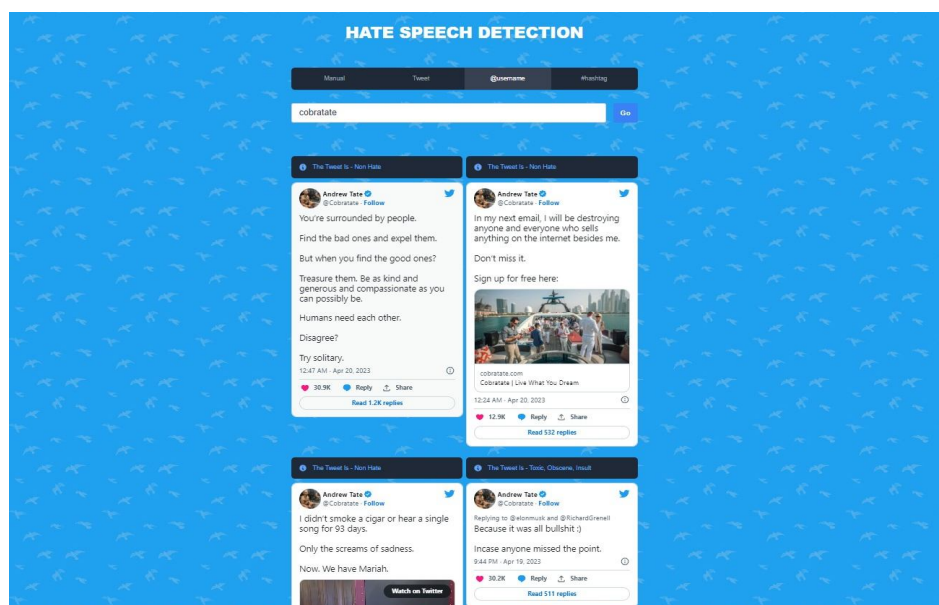 HATE SPEECH DETECTION
Manual
Tweet
@username
#hashtag
cobratate
Go
The Tweet Is - Non Hate
Andrew Tate
@Cobratate · Follow
You're surrounded by people.
Find the bad ones and expel them.
But when you find the good ones?
Treasure them. Be as kind and
generous and compassionate as you
can possibly be.
Humans need each other.
Disagree?
Try solitary.
12:47 AM · Apr 20, 2023
30.9K
Reply
Share
Read 1.2K replies
The Tweet Is - Non Hate
Andrew Tate
@Cobratate · Follow
In my next email, I will be destroying
anyone and everyone who sells
anything on the internet besides me.
Don't miss it.
Sign up for free here:
cobratate.com
Cobratate | Live What You Dream
12:24 AM · Apr 20, 2023
12.9K
Reply
Share
Read 532 replies
The Tweet Is - Non Hate
Andrew Tate
@Cobratate · Follow
I didn't smoke a cigar or hear a single
song for 93 days.
Only the screams of sadness.
Now. We have Mariah.
Watch on Twitter
The Tweet Is - Toxic, Obscene, Insult
Andrew Tate
@Cobratate · Follow
Replying to @elonmusk and @RichardGrenell
Because it was all bullshit :)
Incase anyone missed the point.
9:44 PM · Apr 19, 2023
30.2K
Reply
Share
Read 511 replies